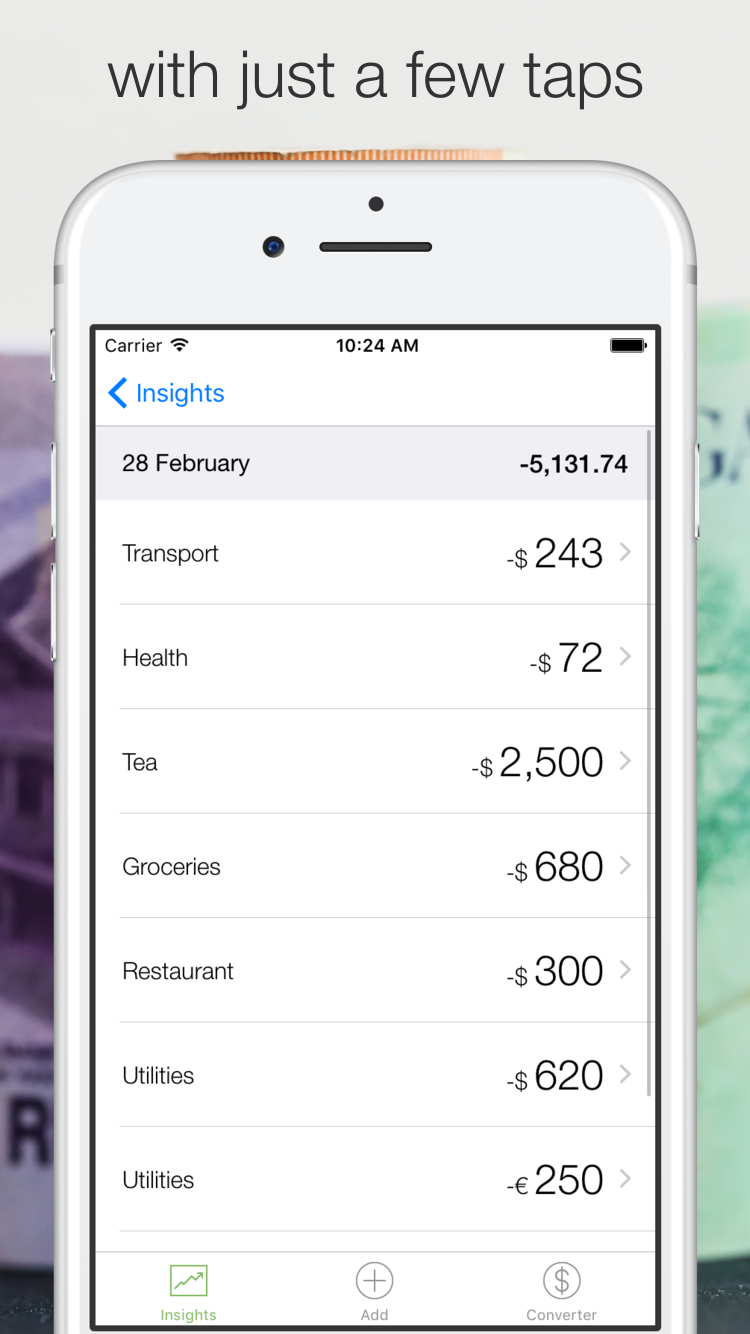 with just a few taps
Carrier 10:24 AM
Insights
28 February -5,131.74
Transport -$ 243
Health -$ 72
Tea -$ 2,500
Groceries -$ 680
Restaurant -$ 300
Utilities -$ 620
Utilities -€ 250
Insights Add Converter